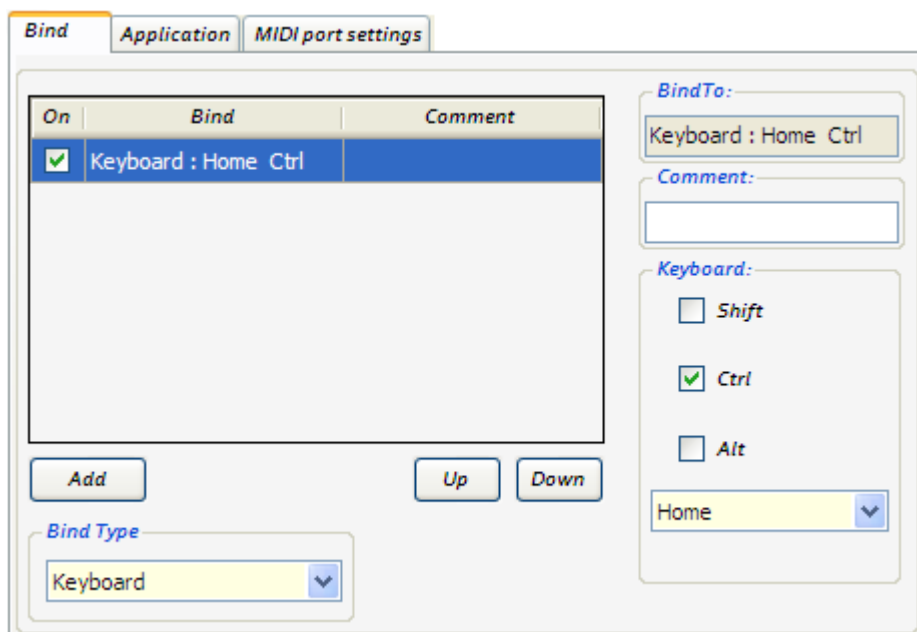 Bind Application MIDI port settings
On Bind Comment
Keyboard : Home Ctrl
BindTo:
Keyboard : Home Ctrl
Comment:
Keyboard:
Shift
Ctrl
Alt
Home
Add Up Down
Bind Type
Keyboard